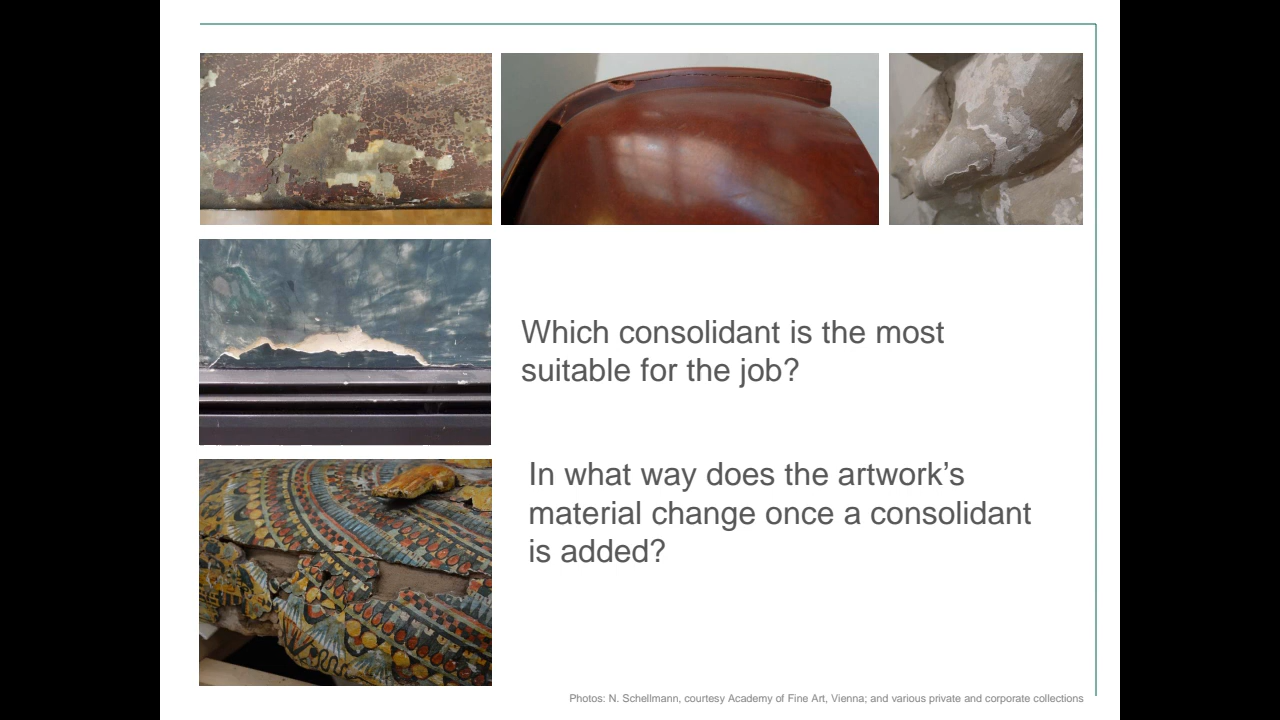 Which consolidant is the most
suitable for the job?
In what way does the artwork’s
material change once a consolidant
is added?
Photos: N. Schellmann, courtesy Academy of Fine Art, Vienna; and various private and corporate collections